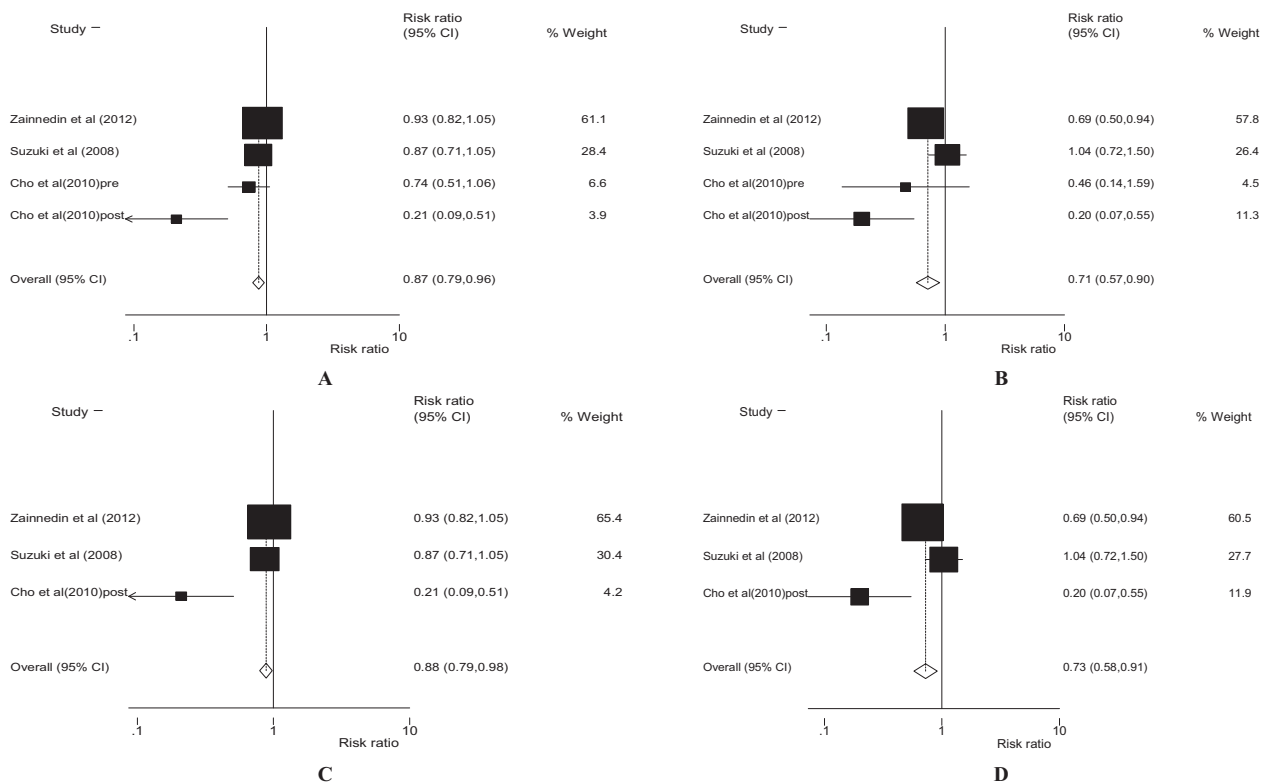 Study
Risk ratio
(95% CI)
% Weight
Zainnedin et al (2012)
0.93 (0.82,1.05)
61.1
Suzuki et al (2008)
0.87 (0.71,1.05)
28.4
Cho et al(2010)pre
0.74 (0.51,1.06)
6.6
Cho et al(2010)post
0.21 (0.09,0.51)
3.9
Overall (95% CI)
0.87 (0.79,0.96)
.1
1
10
Risk ratio
A
Study
Risk ratio
(95% CI)
% Weight
Zainnedin et al (2012)
0.69 (0.50,0.94)
57.8
Suzuki et al (2008)
1.04 (0.72,1.50)
26.4
Cho et al(2010)pre
0.46 (0.14,1.59)
4.5
Cho et al(2010)post
0.20 (0.07,0.55)
11.3
Overall (95% CI)
0.71 (0.57,0.90)
.1
1
10
Risk ratio
B
Study
Risk ratio
(95% CI)
% Weight
Zainnedin et al (2012)
0.93 (0.82,1.05)
65.4
Suzuki et al (2008)
0.87 (0.71,1.05)
30.4
Cho et al(2010)post
0.21 (0.09,0.51)
4.2
Overall (95% CI)
0.88 (0.79,0.98)
.1
1
10
Risk ratio
C
Study
Risk ratio
(95% CI)
% Weight
Zainnedin et al (2012)
0.69 (0.50,0.94)
60.5
Suzuki et al (2008)
1.04 (0.72,1.50)
27.7
Cho et al(2010)post
0.20 (0.07,0.55)
11.9
Overall (95% CI)
0.73 (0.58,0.91)
.1
1
10
Risk ratio
D